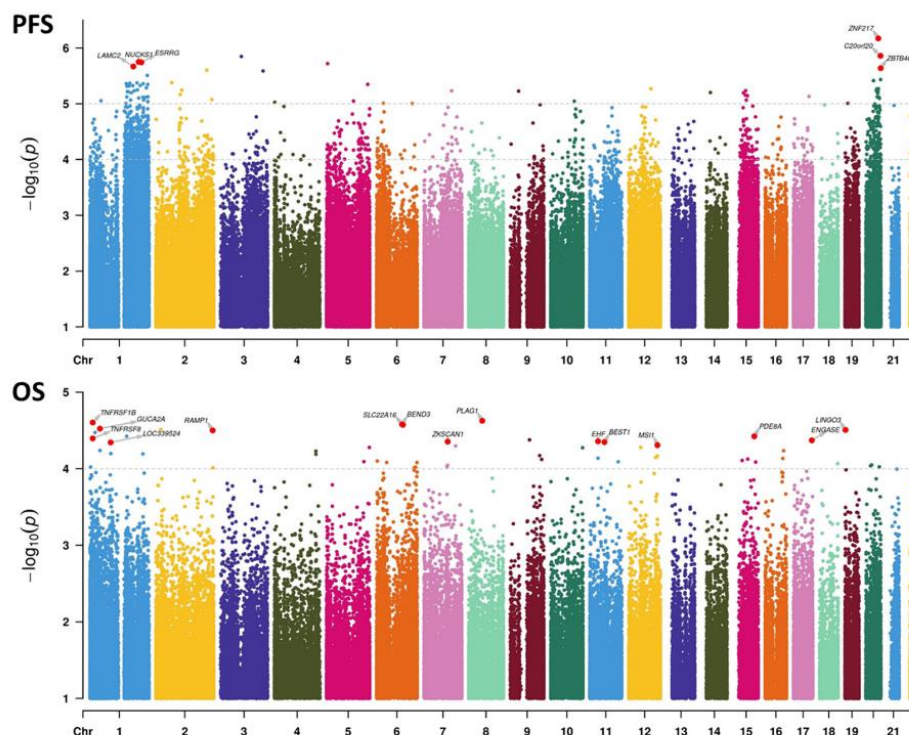 PFS
ZNF217
LAMC2 NUCKS1 ESRRG
C20orf20
ZBTB4
6
5
4
3
2
1
−log10(p)
Chr 1 2 3 4 5 6 7 8 9 10 11 12 13 14 15 16 17 18 19 21
OS
5
TNFRSF1B
GUCA2A
TNFRSF8
LOC339524
RAMP1
SLC22A16 BEND3
PLAG1
ZKSCAN1
EHF BEST1
MSI1
PDE8A
LINGO3
ENGASE
4
3
2
1
−log10(p)
Chr 1 2 3 4 5 6 7 8 9 10 11 12 13 14 15 16 17 18 19 21